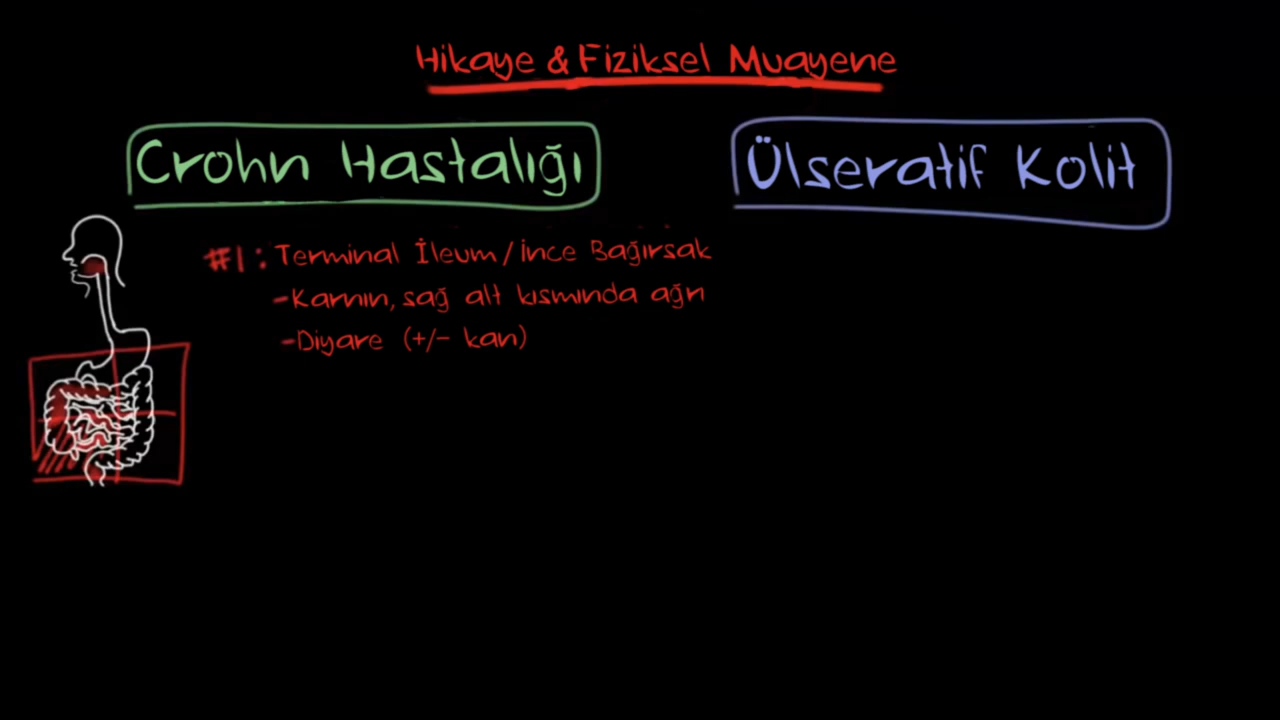 Hikaye & Fiziksel Muayene
Crohn Hastalığı
Ülseratif Kolit
#1: Terminal İleum/İnce Bağırsak
-Karnın, sağ alt kısmında ağrı
-Diyare (+/- kan)